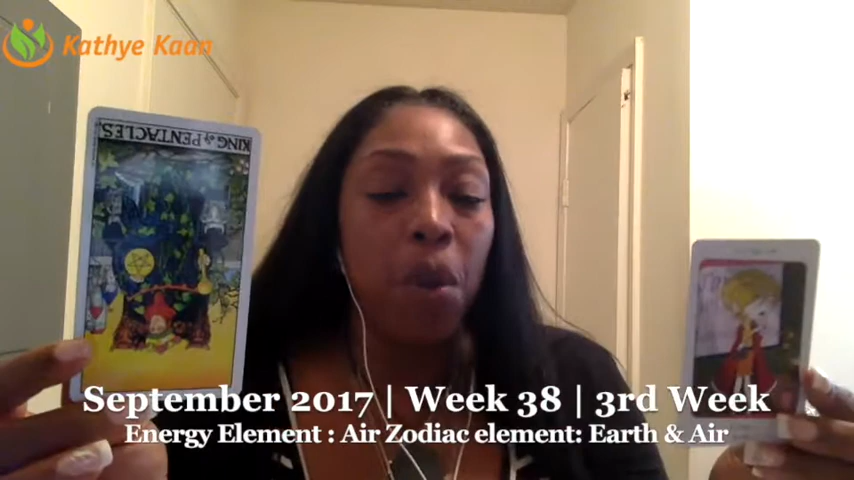 Kathye Kaan
KING of PENTACLES.
September 2017 | Week 38 | 3rd Week
Energy Element : Air Zodiac element: Earth & Air